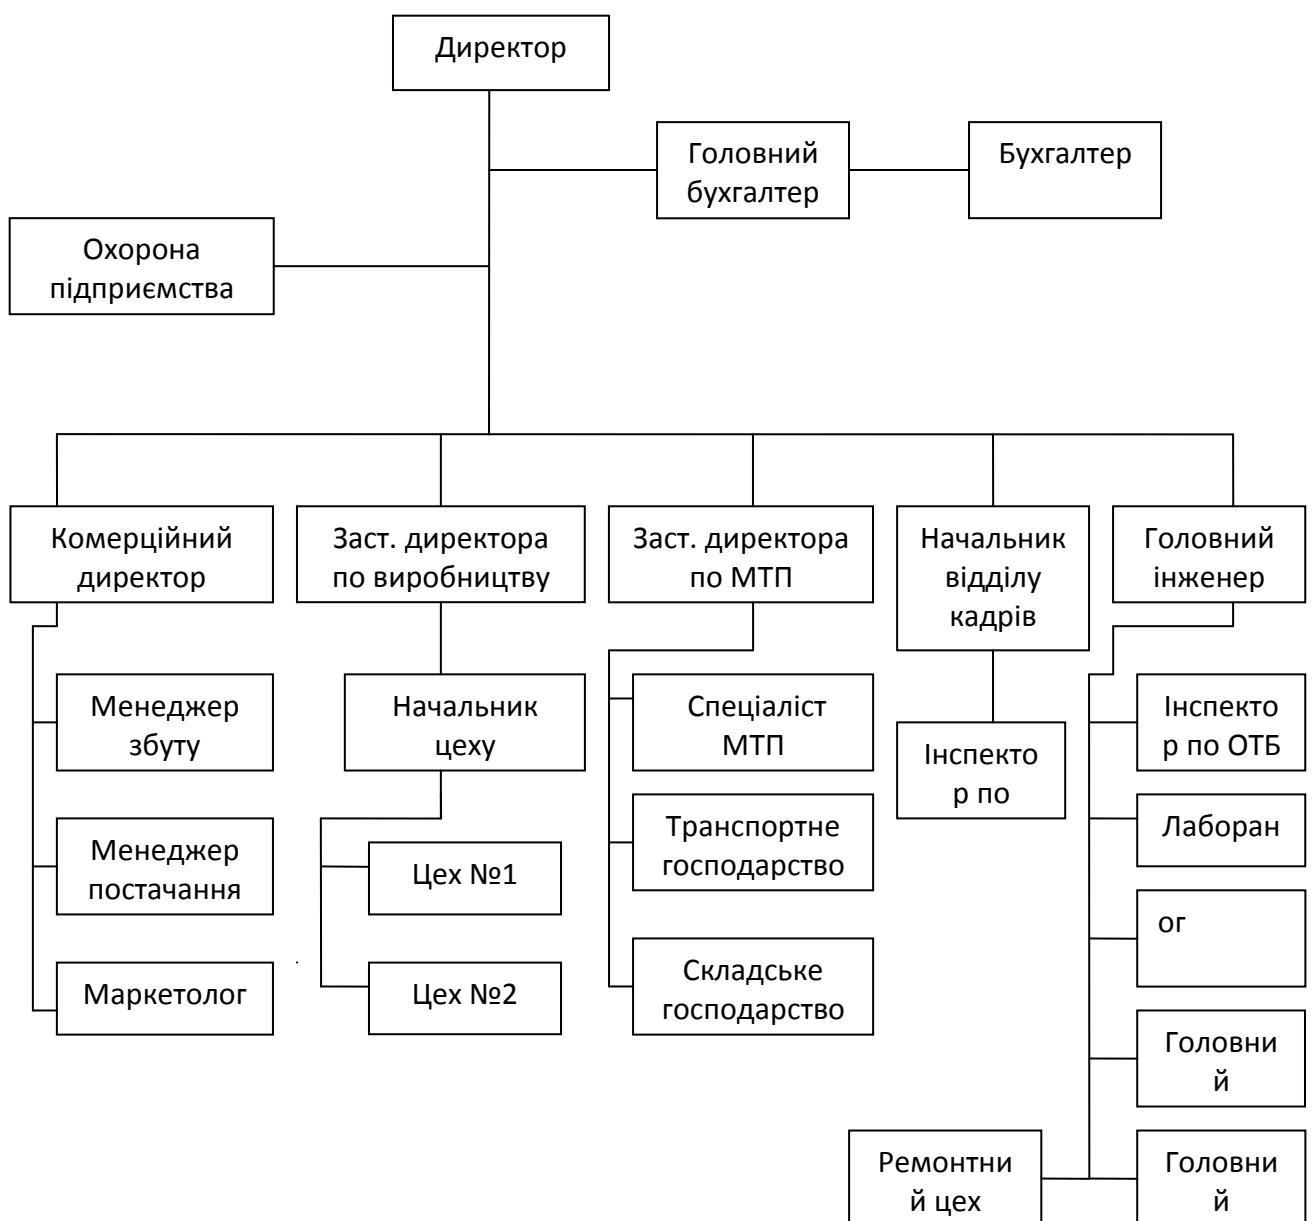 Директор
Головний
бухгалтер
Бухгалтер
Охорона
підприємства
Комерційний
директор
Заст. директора
по виробництву
Заст. директора
по МТП
Начальник
відділу
кадрів
Головний
інженер
Менеджер
збуту
Менеджер
постачання
Маркетолог
Начальник
цеху
Цех №1
Цех №2
Спеціаліст
МТП
Транспортне
господарство
Складське
господарство
Інспекто
р по
Інспекто
р по ОТБ
Лаборан
ог
Головни
й
Ремонтни
й цех
Головни
й